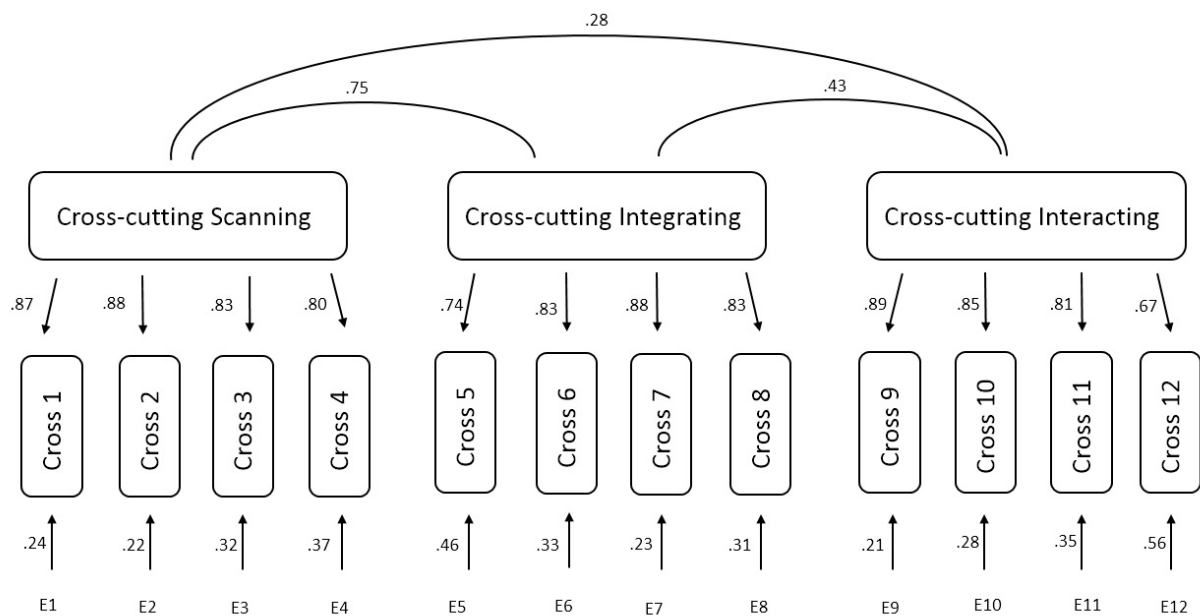 .28
.75
.43
Cross-cutting Scanning
Cross-cutting Integrating
Cross-cutting Interacting
.87
.88
.83
.80
.74
.83
.88
.83
.89
.85
.81
.67
Cross 1
Cross 2
Cross 3
Cross 4
Cross 5
Cross 6
Cross 7
Cross 8
Cross 9
Cross 10
Cross 11
Cross 12
.24
.22
.32
.37
.46
.33
.23
.31
.21
.28
.35
.56
E1
E2
E3
E4
E5
E6
E7
E8
E9
E10
E11
E12